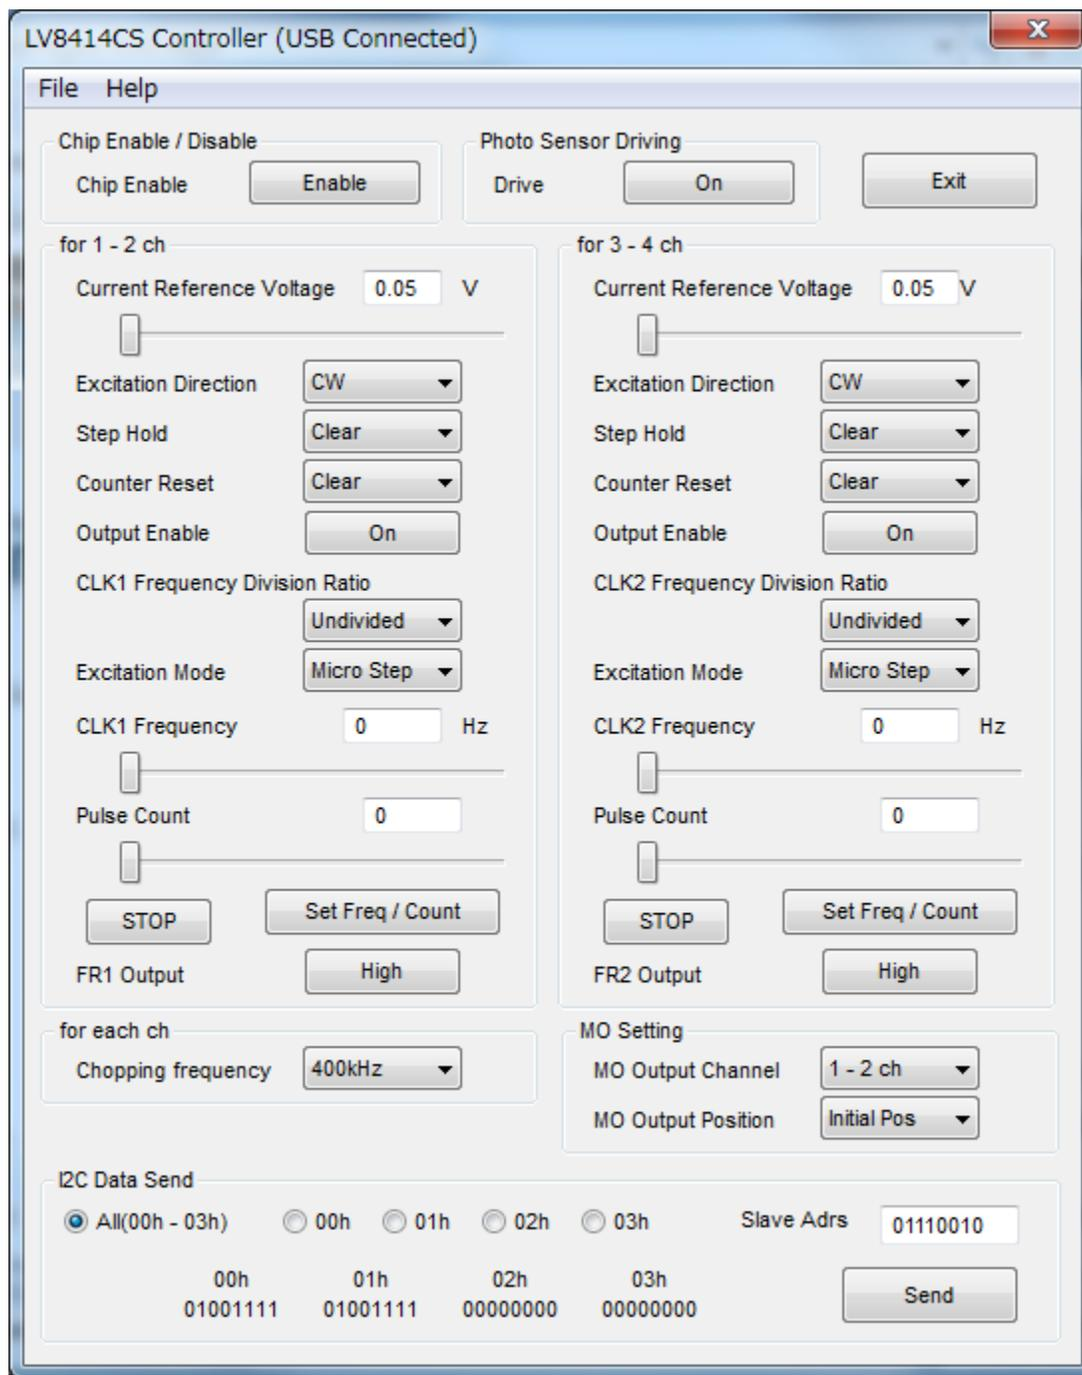 LV8414CS Controller (USB Connected)
x
File Help
Chip Enable / Disable
Chip Enable Enable
Photo Sensor Driving
Drive On
Exit
for 1 - 2 ch
Current Reference Voltage 0.05 V
Excitation Direction CW
Step Hold Clear
Counter Reset Clear
Output Enable On
CLK1 Frequency Division Ratio
Undivided
Excitation Mode Micro Step
CLK1 Frequency 0 Hz
Pulse Count 0
STOP Set Freq / Count
FR1 Output High
for 3 - 4 ch
Current Reference Voltage 0.05 V
Excitation Direction CW
Step Hold Clear
Counter Reset Clear
Output Enable On
CLK2 Frequency Division Ratio
Undivided
Excitation Mode Micro Step
CLK2 Frequency 0 Hz
Pulse Count 0
STOP Set Freq / Count
FR2 Output High
for each ch
Chopping frequency 400kHz
MO Setting
MO Output Channel 1 - 2 ch
MO Output Position Initial Pos
I2C Data Send
All(00h - 03h) 00h 01h 02h 03h Slave Adrs 01110010
00h 01h 02h 03h
01001111 01001111 00000000 00000000
Send